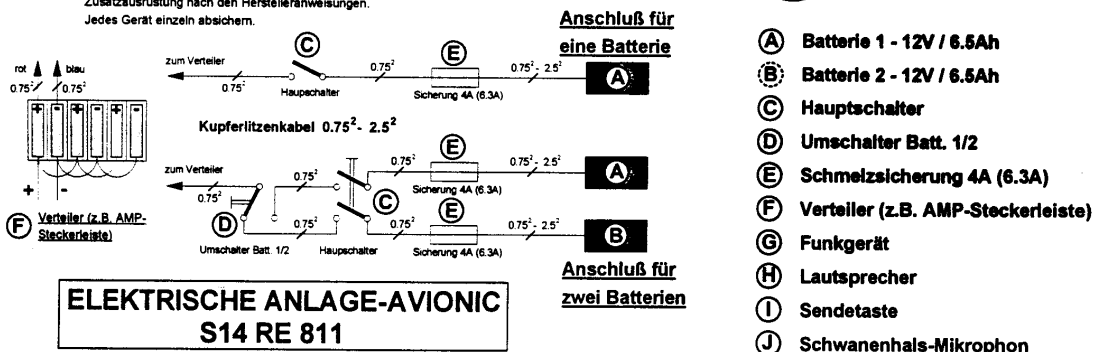 Zusatzausrüstung nach den Herstelleranweisungen.
Jedes Gerät einzeln absichern.
Anschluß für
eine Batterie
rot
blau
0.75²
0.75²
zum Verteiler
0.75²
C
Haupschalter
0.75²
E
Sicherung 4A (6.3A)
0.75²- 2.5²
A
+ - + - + -
+ -
F
Verteiler (z.B. AMP-
Steckerleiste)
Kupferlitzenkabel 0.75²- 2.5²
zum Verteiler
0.75²
D
Umschalter Batt. 1/2
0.75²
0.75²
C
Haupschalter
0.75²
E
Sicherung 4A (6.3A)
0.75²- 2.5²
A
0.75²
E
Sicherung 4A (6.3A)
0.75²- 2.5²
B
Anschluß für
zwei Batterien
ELEKTRISCHE ANLAGE-AVIONIC
S14 RE 811
A Batterie 1 - 12V / 6.5Ah
B Batterie 2 - 12V / 6.5Ah
C Hauptschalter
D Umschalter Batt. 1/2
E Schmelzsicherung 4A (6.3A)
F Verteiler (z.B. AMP-Steckerleiste)
G Funkgerät
H Lautsprecher
I Sendetaste
J Schwanenhals-Mikrophon